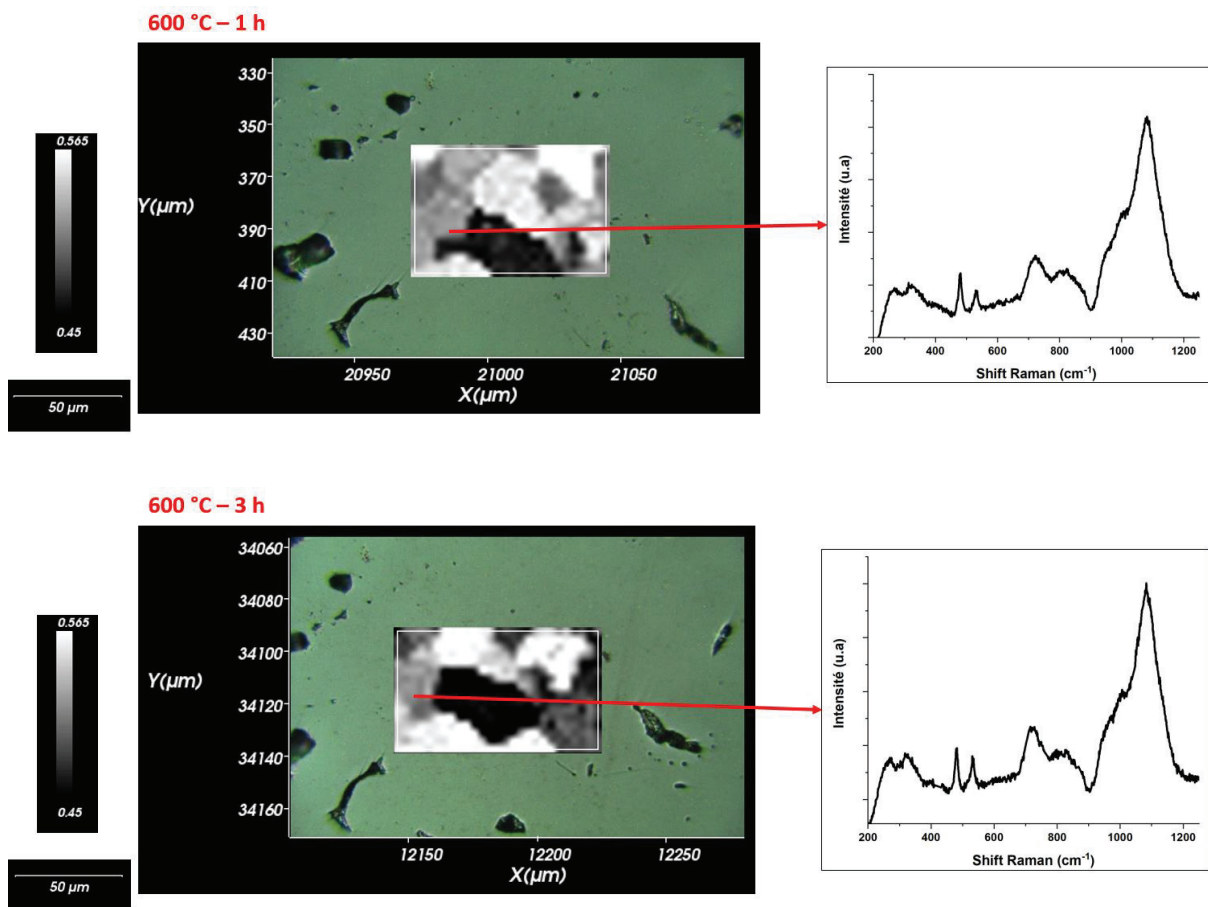 600 °C – 1 h
0.565
0.45
50 µm
330
350
370
390
410
430
Y(µm)
20950 21000 21050
X(µm)
Intensité (u.a)
200 400 600 800 1000 1200
Shift Raman (cm-1)
600 °C – 3 h
0.565
0.45
50 µm
34060
34080
34100
34120
34140
34160
Y(µm)
12150 12200 12250
X(µm)
Intensité (u.a)
200 400 600 800 1000 1200
Shift Raman (cm-1)